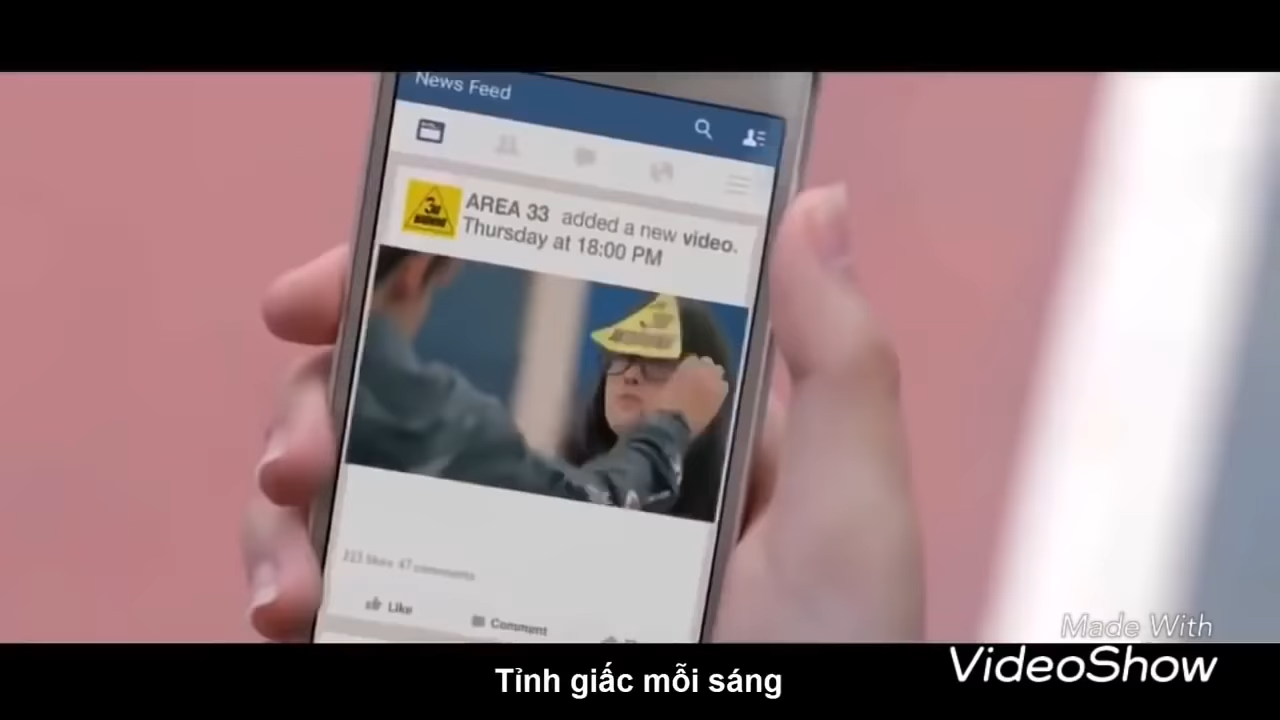 News Feed
AREA 33 added a new video.
Thursday at 18:00 PM
Like
Comment
Tỉnh giấc mỗi sáng
Made With
VideoShow